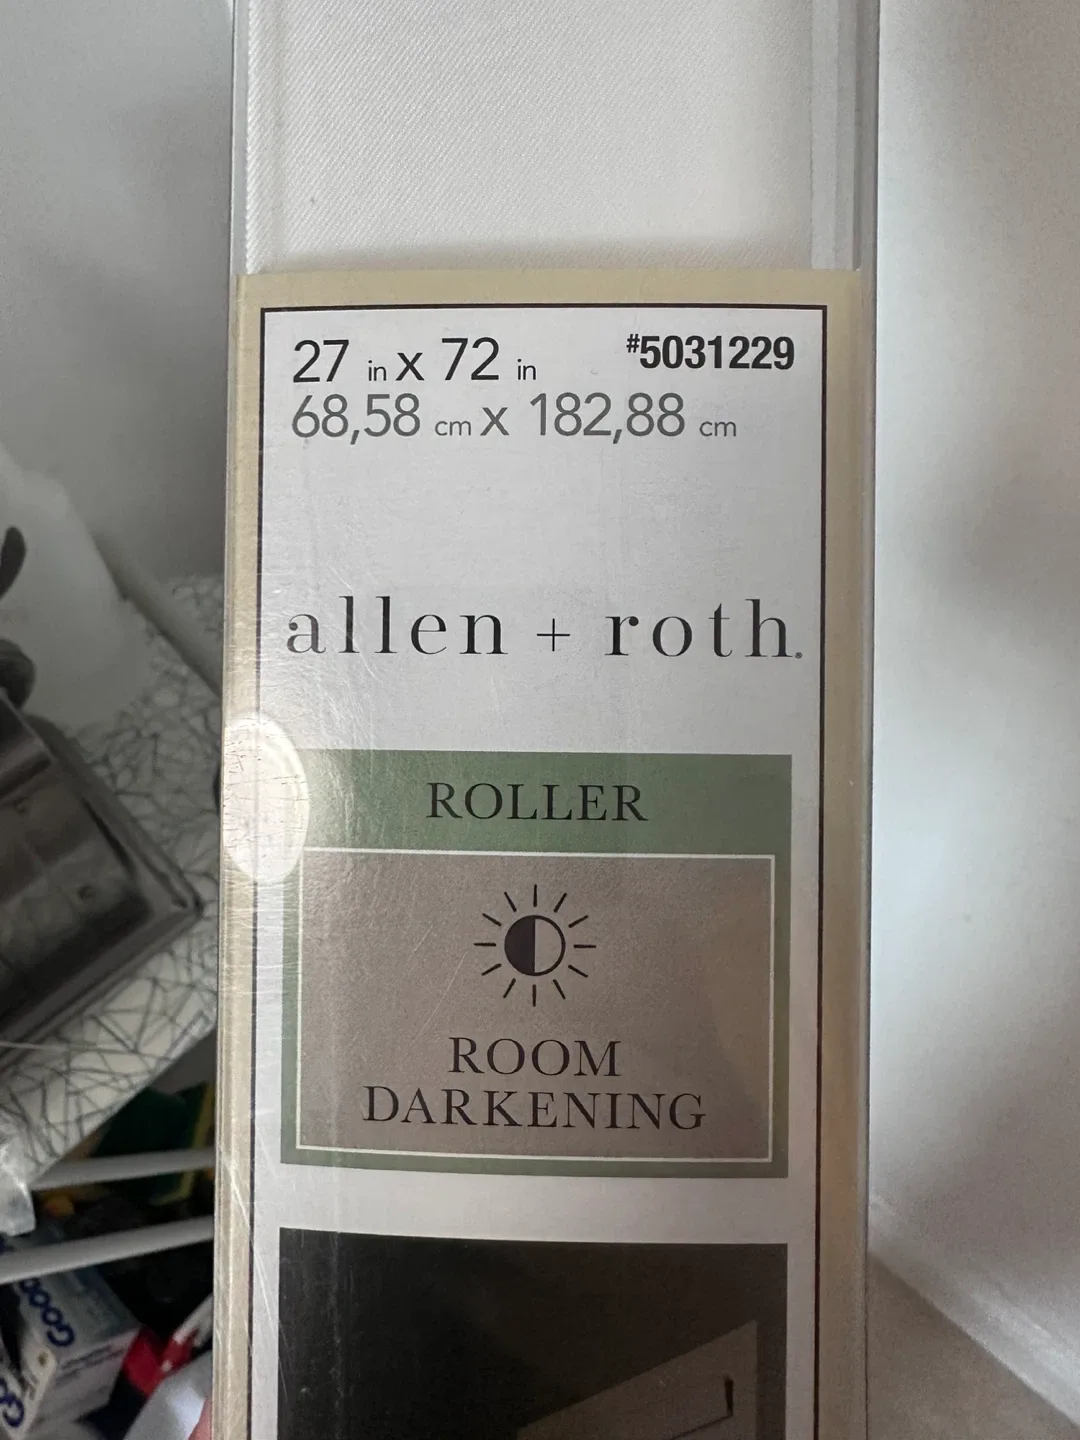 27 in x 72 in #5031229
68,58 cm x 182,88 cm
allen + roth®
ROLLER
ROOM
DARKENING